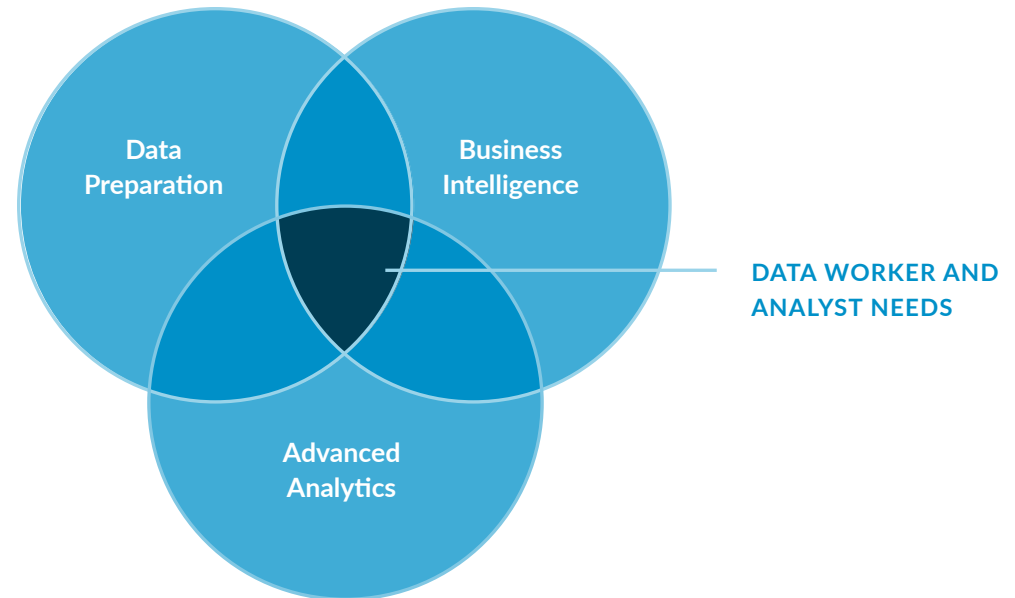 Data
Preparation
Business
Intelligence
DATA WORKER AND
ANALYST NEEDS
Advanced
Analytics